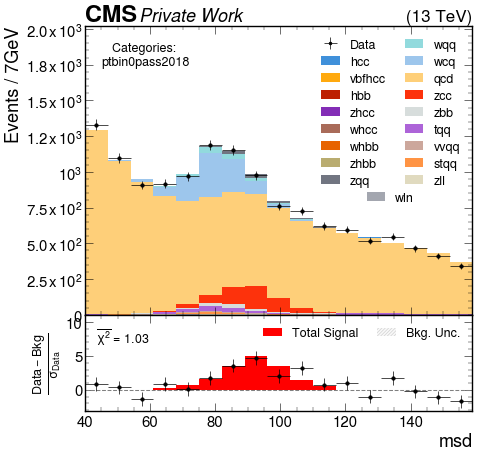 CMS Private Work (13 TeV)
Events / 7GeV
2.0 × 10³
1.8 × 10³
1.5 × 10³
1.2 × 10³
10³
7.5 × 10²
5.0 × 10²
2.5 × 10²
0
Categories:
ptbin0pass2018
Data
hcc
vbfhcc
hbb
zhcc
whcc
whbb
zhbb
zqq
wqq
wcq
qcd
zcc
zbb
tqq
vvqq
stqq
zll
wln
Data − Bkg
σData
10
5
0
χ² = 1.03
Total Signal
Bkg. Unc.
40 60 80 100 120 140
msd